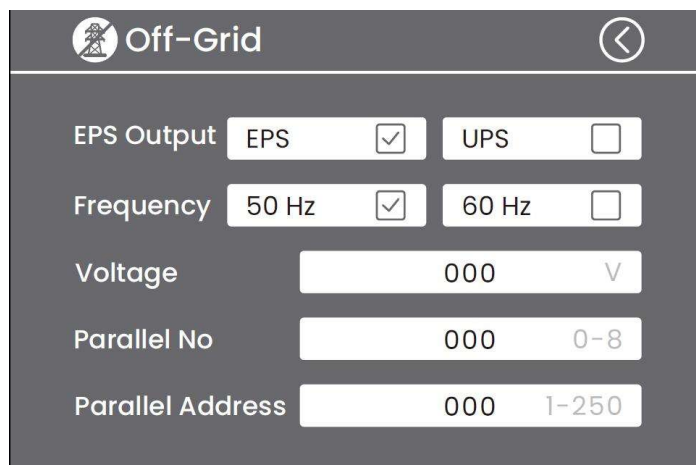 Off-Grid
EPS Output EPS UPS
Frequency 50 Hz 60 Hz
Voltage 000 V
Parallel No 000 0-8
Parallel Address 000 1-250